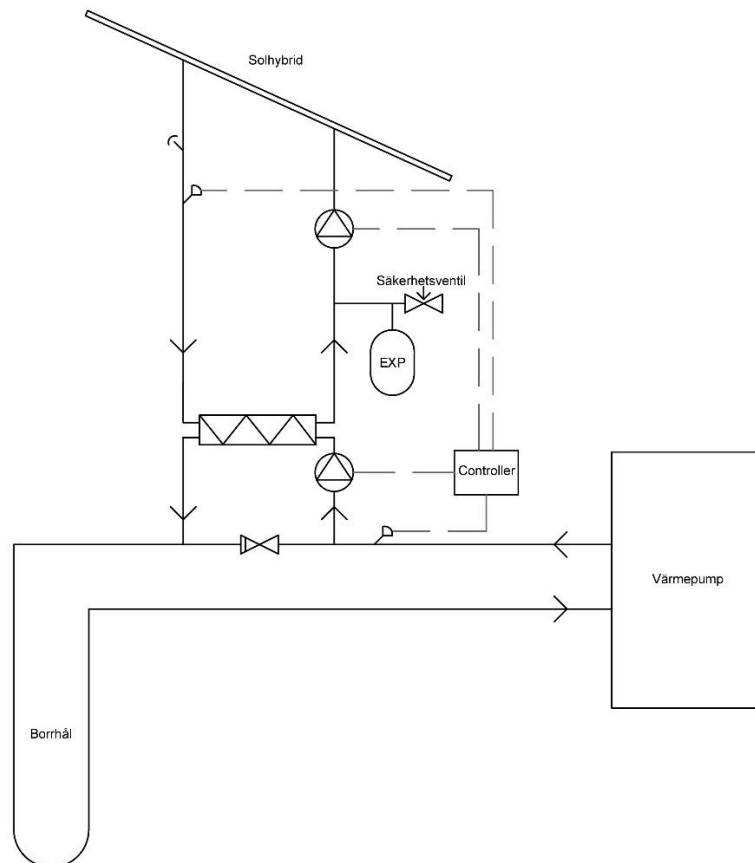 Solhybrid
Säkerhetsventil
EXP
Controller
Värmepump
Borrhål